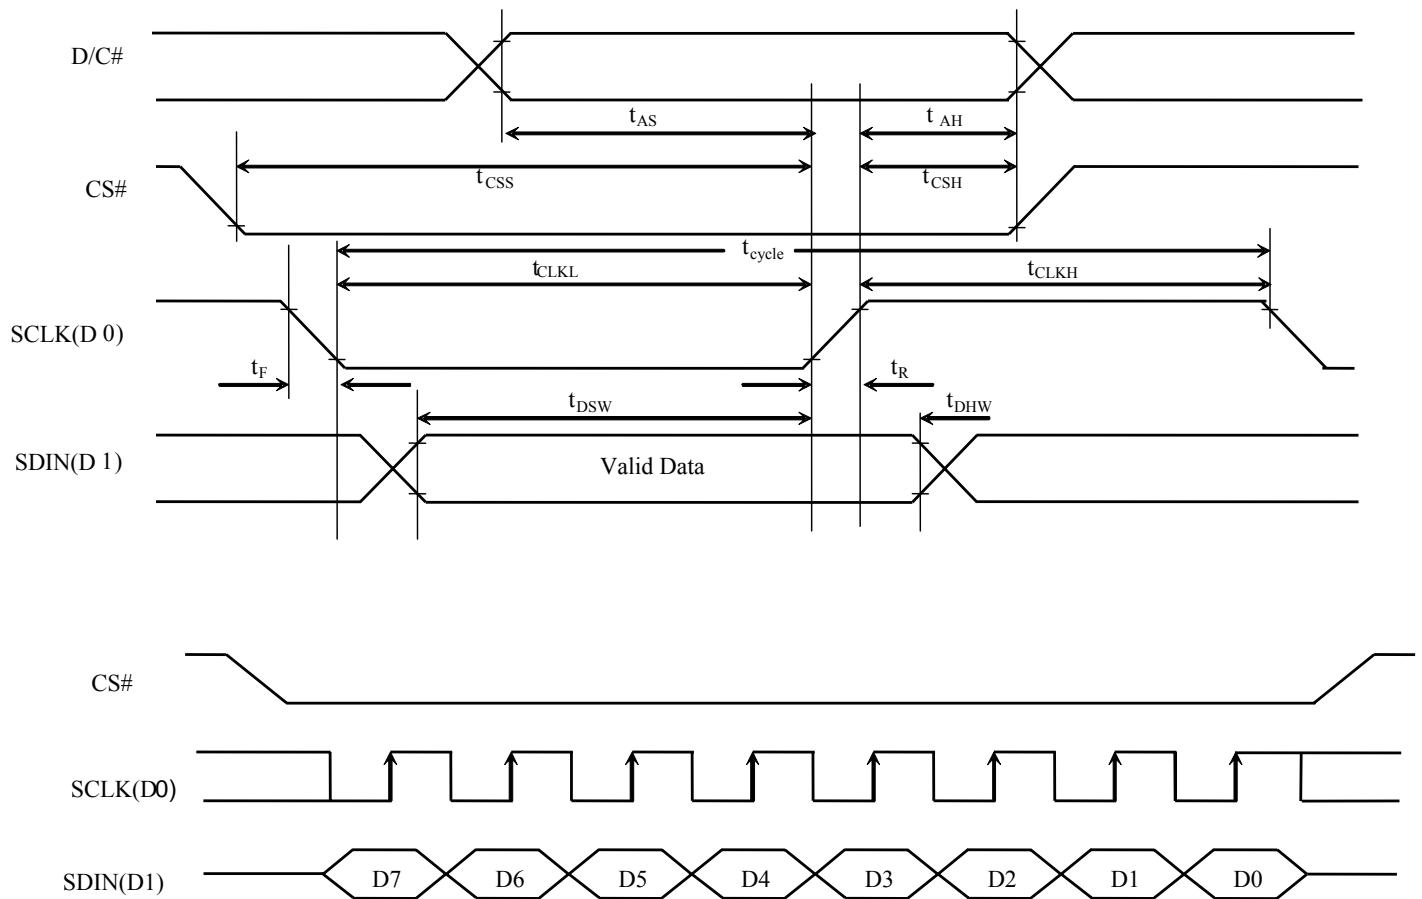 D/C#
tAS
t AH
CS#
tCSS
tCSH
tcycle
tCLKL
tCLKH
SCLK(D 0)
tF
tR
tDSW
tDHW
SDIN(D 1)
Valid Data
CS#
SCLK(D0)
SDIN(D1)
D7 D6 D5 D4 D3 D2 D1 D0